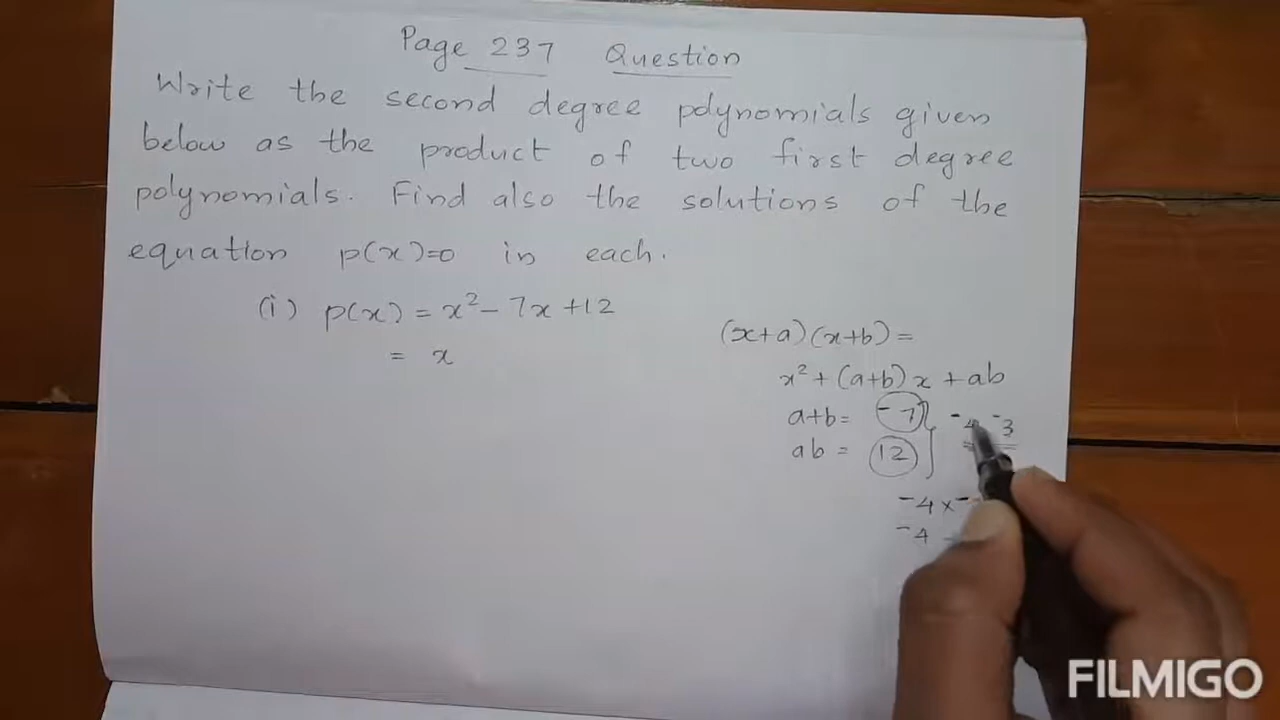 Page 237 Question
Write the second degree polynomials given
below as the product of two first degree
polynomials. Find also the solutions of the
equation p(x)=0 in each.
(i) p(x) = x² - 7x + 12
= x
(x+a)(x+b) =
x² + (a+b)x + ab
a+b = -7
ab = 12
-4 -3
-4 x -
-4
FILMIGO